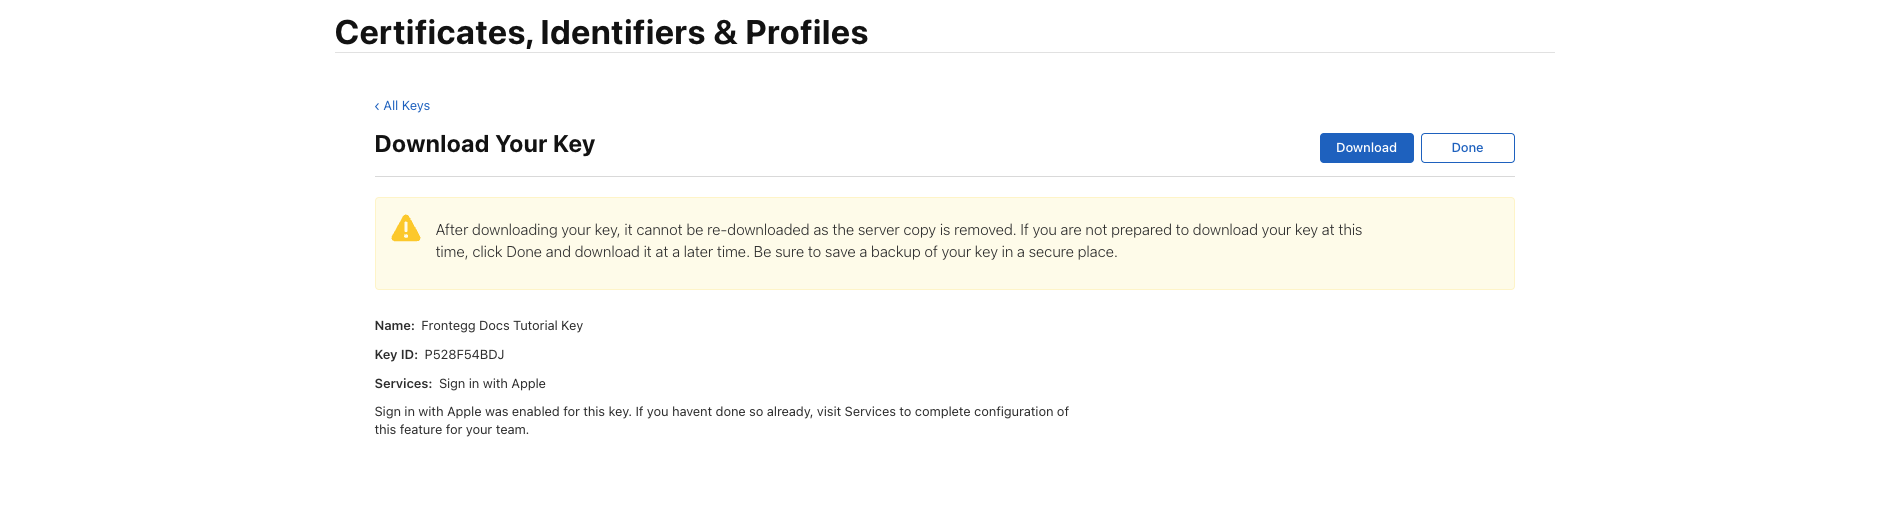 Certificates, Identifiers & Profiles
‹ All Keys
Download Your Key
Download
Done
After downloading your key, it cannot be re-downloaded as the server copy is removed. If you are not prepared to download your key at this
time, click Done and download it at a later time. Be sure to save a backup of your key in a secure place.
Name: Frontegg Docs Tutorial Key
Key ID: P528F54BDJ
Services: Sign in with Apple
Sign in with Apple was enabled for this key. If you havent done so already, visit Services to complete configuration of
this feature for your team.